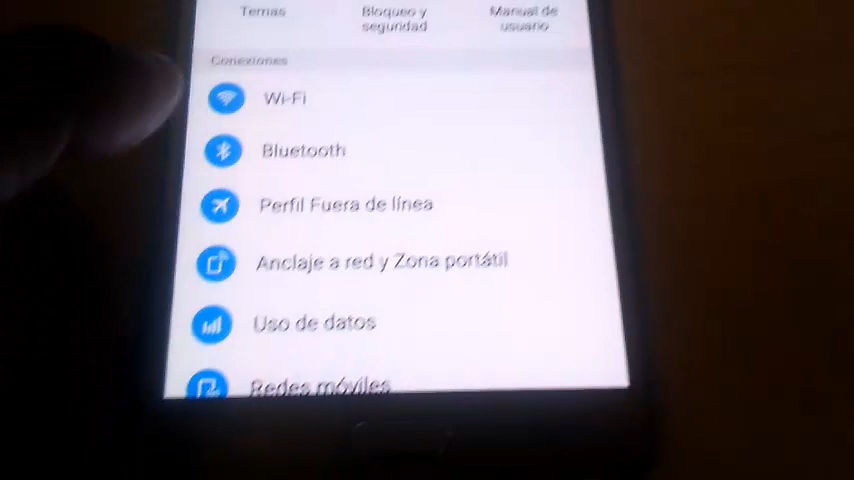 Temas
Bloqueo y
seguridad
Manual de
usuario
Conexiones
Wi-Fi
Bluetooth
Perfil Fuera de línea
Anclaje a red y Zona portátil
Uso de datos
Redes móviles